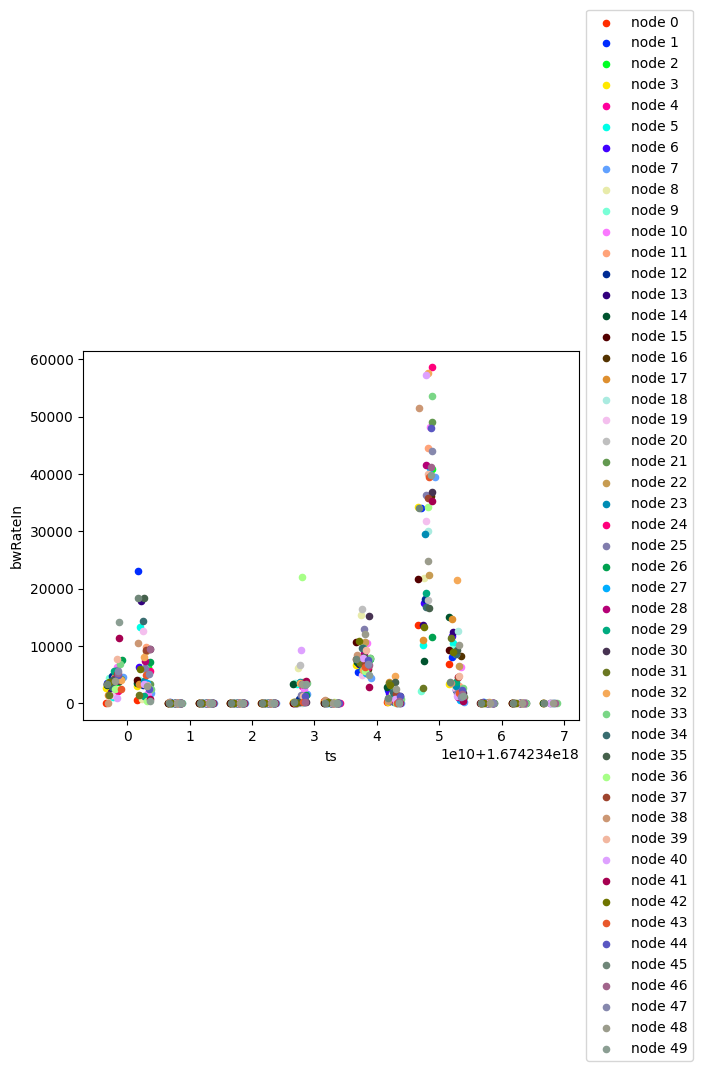 60000
50000
40000
30000
20000
10000
0
bwRateIn
0 1 2 3 4 5 6 7
ts
1e10+1.674234e18
node 0
node 1
node 2
node 3
node 4
node 5
node 6
node 7
node 8
node 9
node 10
node 11
node 12
node 13
node 14
node 15
node 16
node 17
node 18
node 19
node 20
node 21
node 22
node 23
node 24
node 25
node 26
node 27
node 28
node 29
node 30
node 31
node 32
node 33
node 34
node 35
node 36
node 37
node 38
node 39
node 40
node 41
node 42
node 43
node 44
node 45
node 46
node 47
node 48
node 49